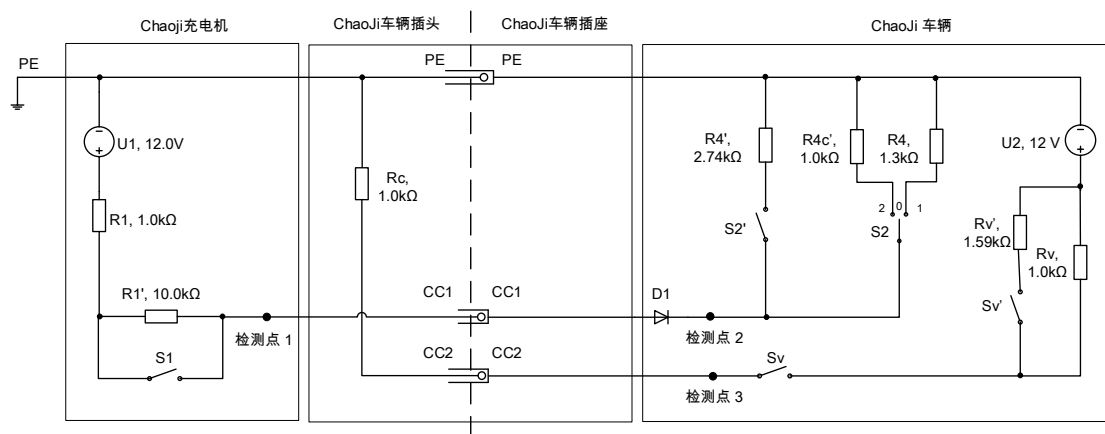 Chaoji充电机
ChaoJi车辆插头
ChaoJi车辆插座
ChaoJi 车辆
PE
PE
PE
U1, 12.0V
R1, 1.0kΩ
R1', 10.0kΩ
S1
检测点 1
Rc,
1.0kΩ
CC1
CC1
CC2
CC2
D1
检测点 2
检测点 3
Sv
R4',
2.74kΩ
S2'
R4c’,
1.0kΩ
R4,
1.3kΩ
2 0 1
S2
U2, 12 V
Rv’,
1.59kΩ
Rv,
1.0kΩ
Sv’